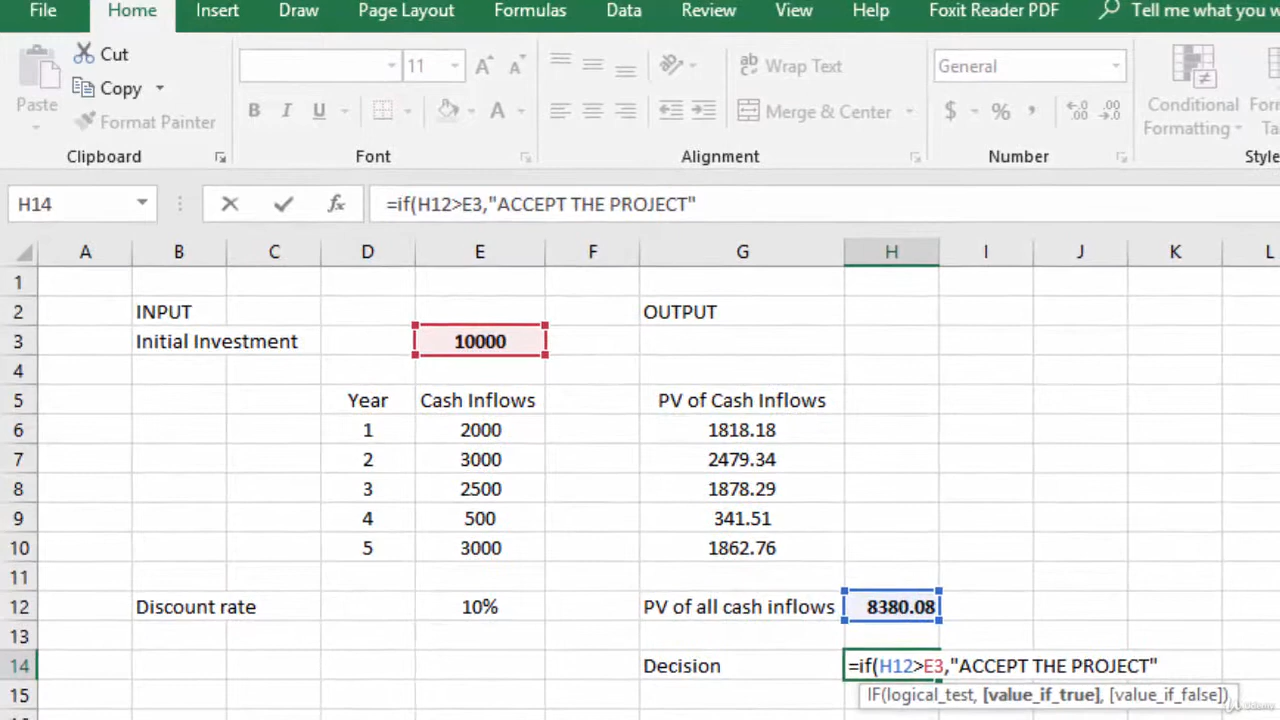 File Home Insert Draw Page Layout Formulas Data Review View Help Foxit Reader PDF Tell me what you w
Cut
Copy
Format Painter
Paste
11
B I U
Wrap Text
Merge & Center
General
$ % ,
Conditional
Formatting
For
Ta
Clipboard Font Alignment Number Style
H14 fx =if(H12>E3,"ACCEPT THE PROJECT"
A B C D E F G H I J K L
1
2 INPUT OUTPUT
3 Initial Investment 10000
4
5 Year Cash Inflows PV of Cash Inflows
6 1 2000 1818.18
7 2 3000 2479.34
8 3 2500 1878.29
9 4 500 341.51
10 5 3000 1862.76
11
12 Discount rate 10% PV of all cash inflows 8380.08
13
14 Decision =if(H12>E3,"ACCEPT THE PROJECT"
15 IF(logical_test, [value_if_true], [value_if_false])
Udemy